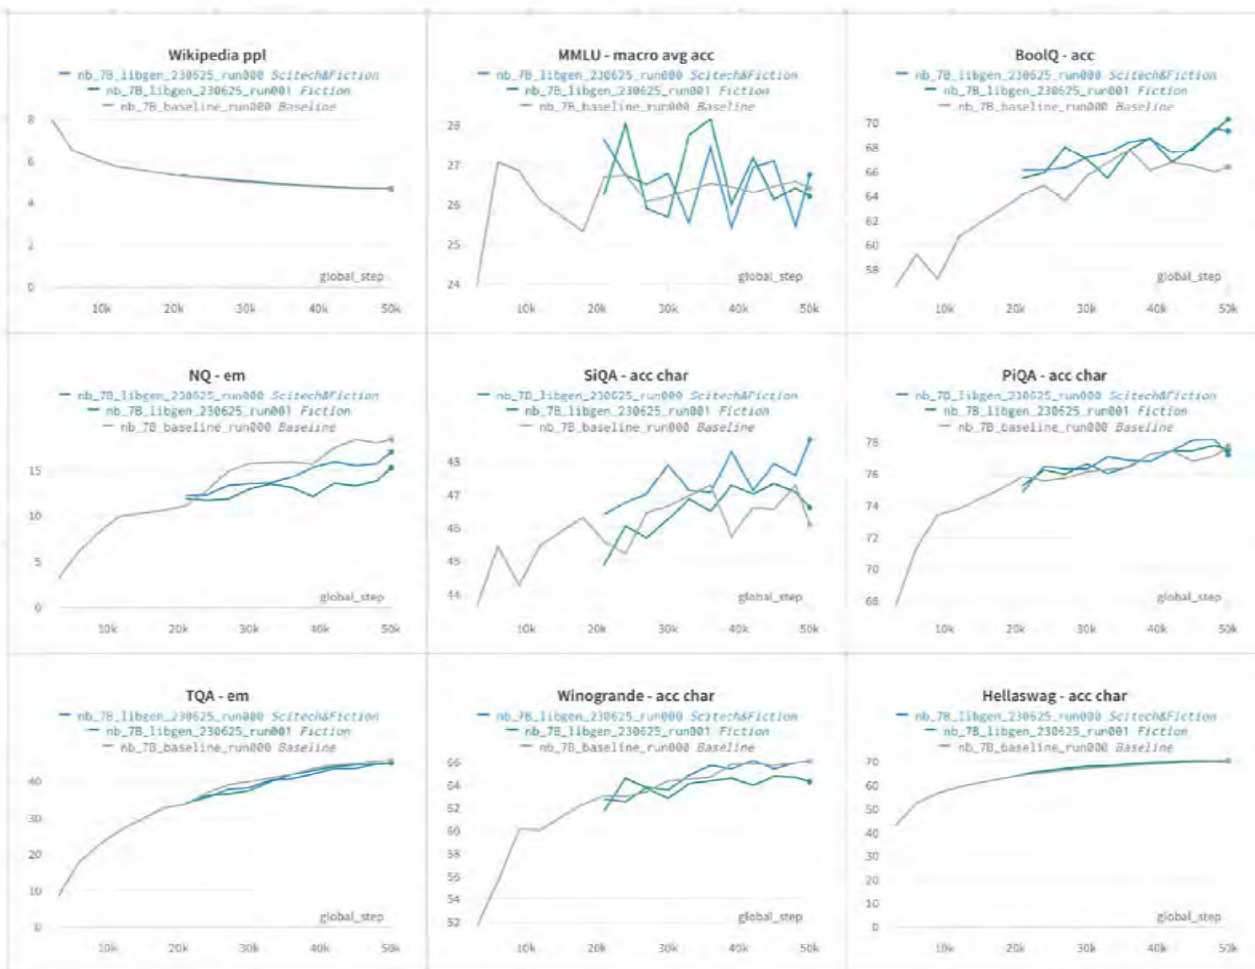 Wikipedia ppl
nb_7B_libgen_230625_run000 Scitech&Fiction
nb_7B_libgen_230625_run001 Fiction
nb_7B_baseline_run000 Baseline
8
6
4
2
0
global_step
10k 20k 30k 40k 50k
MMLU - macro avg acc
nb_7B_libgen_230625_run000 Scitech&Fiction
nb_7B_libgen_230625_run001 Fiction
nb_7B_baseline_run000 Baseline
28
27
26
25
24
global_step
10k 20k 30k 40k 50k
BoolQ - acc
nb_7B_libgen_230625_run000 Scitech&Fiction
nb_7B_libgen_230625_run001 Fiction
nb_7B_baseline_run000 Baseline
70
68
66
64
62
60
58
global_step
10k 20k 30k 40k 50k
NQ - em
nb_7B_libgen_230625_run000 Scitech&Fiction
nb_7B_libgen_230625_run001 Fiction
nb_7B_baseline_run000 Baseline
15
10
5
0
global_step
10k 20k 30k 40k 50k
SiQA - acc char
nb_7B_libgen_230625_run000 Scitech&Fiction
nb_7B_libgen_230625_run001 Fiction
nb_7B_baseline_run000 Baseline
48
47
46
45
44
global_step
10k 20k 30k 40k 50k
PiQA - acc char
nb_7B_libgen_230625_run000 Scitech&Fiction
nb_7B_libgen_230625_run001 Fiction
nb_7B_baseline_run000 Baseline
78
76
74
72
70
68
global_step
10k 20k 30k 40k 50k
TQA - em
nb_7B_libgen_230625_run000 Scitech&Fiction
nb_7B_libgen_230625_run001 Fiction
nb_7B_baseline_run000 Baseline
40
30
20
10
0
global_step
10k 20k 30k 40k 50k
Winogrande - acc char
nb_7B_libgen_230625_run000 Scitech&Fiction
nb_7B_libgen_230625_run001 Fiction
nb_7B_baseline_run000 Baseline
66
64
62
60
58
56
54
52
global_step
10k 20k 30k 40k 50k
Hellaswag - acc char
nb_7B_libgen_230625_run000 Scitech&Fiction
nb_7B_libgen_230625_run001 Fiction
nb_7B_baseline_run000 Baseline
70
60
50
40
30
20
10
0
global_step
10k 20k 30k 40k 50k